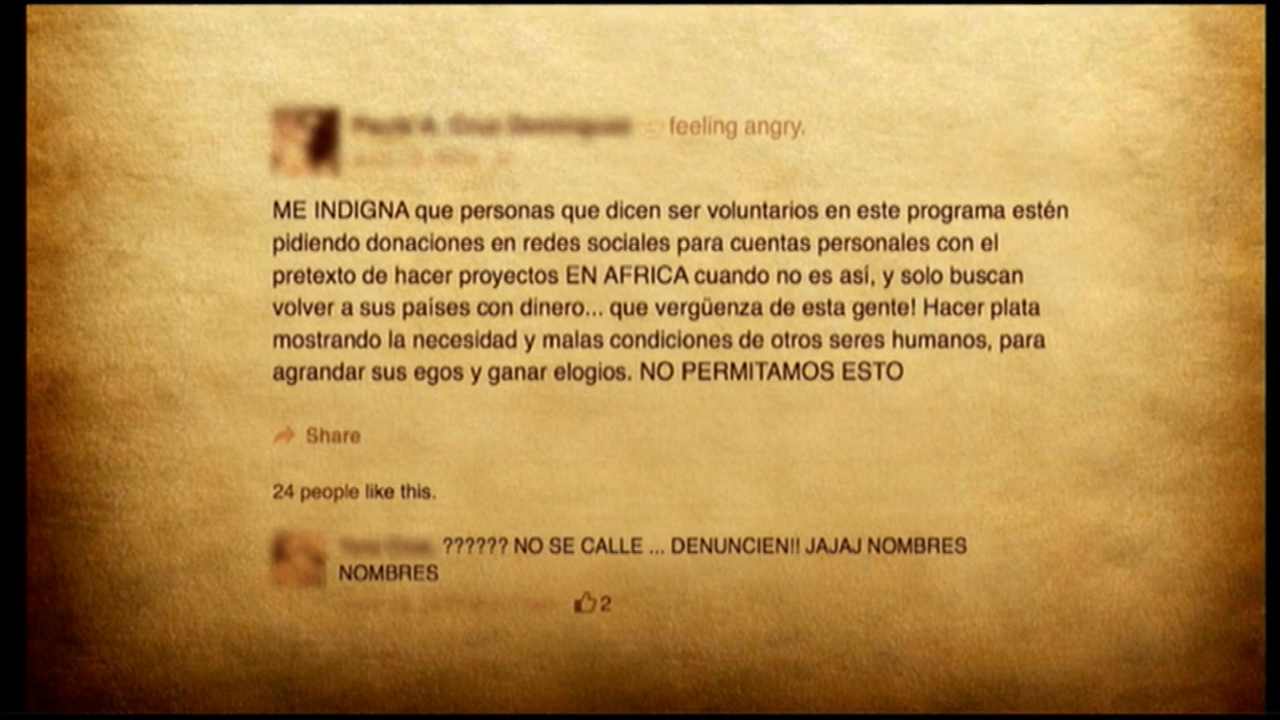 feeling angry.
ME INDIGNA que personas que dicen ser voluntarios en este programa estén
pidiendo donaciones en redes sociales para cuentas personales con el
pretexto de hacer proyectos EN AFRICA cuando no es así, y solo buscan
volver a sus países con dinero... que vergüenza de esta gente! Hacer plata
mostrando la necesidad y malas condiciones de otros seres humanos, para
agrandar sus egos y ganar elogios. NO PERMITAMOS ESTO
Share
24 people like this.
?????? NO SE CALLE ... DENUNCIEN!! JAJAJ NOMBRES
NOMBRES
2